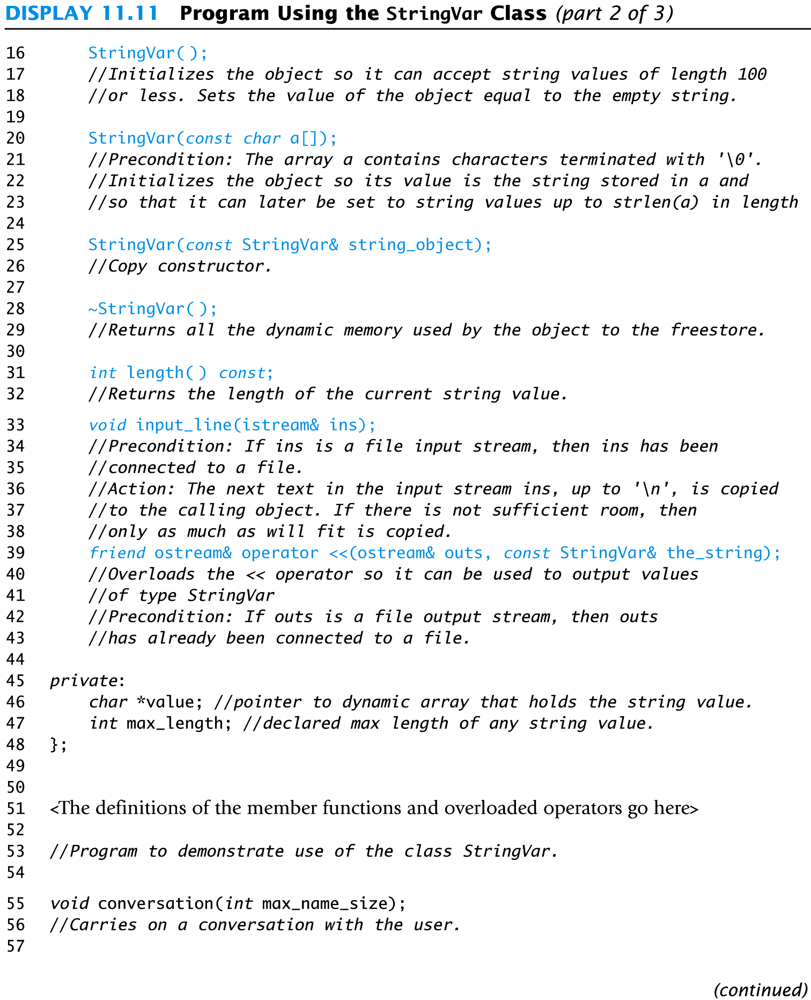 DISPLAY 11.11 Program Using the StringVar Class (part 2 of 3)
16 StringVar( );
17 //Initializes the object so it can accept string values of length 100
18 //or less. Sets the value of the object equal to the empty string.
19
20 StringVar(const char a[]);
21 //Precondition: The array a contains characters terminated with '\0'.
22 //Initializes the object so its value is the string stored in a and
23 //so that it can later be set to string values up to strlen(a) in length
24
25 StringVar(const StringVar& string_object);
26 //Copy constructor.
27
28 ~StringVar( );
29 //Returns all the dynamic memory used by the object to the freestore.
30
31 int length( ) const;
32 //Returns the length of the current string value.
33 void input_line(istream& ins);
34 //Precondition: If ins is a file input stream, then ins has been
35 //connected to a file.
36 //Action: The next text in the input stream ins, up to '\n', is copied
37 //to the calling object. If there is not sufficient room, then
38 //only as much as will fit is copied.
39 friend ostream& operator <<(ostream& outs, const StringVar& the_string);
40 //Overloads the << operator so it can be used to output values
41 //of type StringVar
42 //Precondition: If outs is a file output stream, then outs
43 //has already been connected to a file.
44
45 private:
46 char *value; //pointer to dynamic array that holds the string value.
47 int max_length; //declared max length of any string value.
48 };
49
50
51 <The definitions of the member functions and overloaded operators go here>
52
53 //Program to demonstrate use of the class StringVar.
54
55 void conversation(int max_name_size);
56 //Carries on a conversation with the user.
57
(continued)